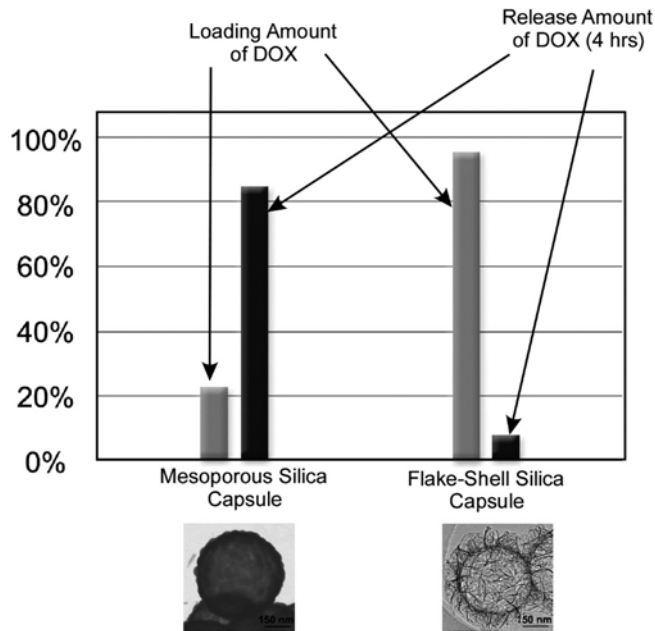 Loading Amount
of DOX
Release Amount
of DOX (4 hrs)
100%
80%
60%
40%
20%
0%
Mesoporous Silica
Capsule
Flake-Shell Silica
Capsule
150 nm
150 nm